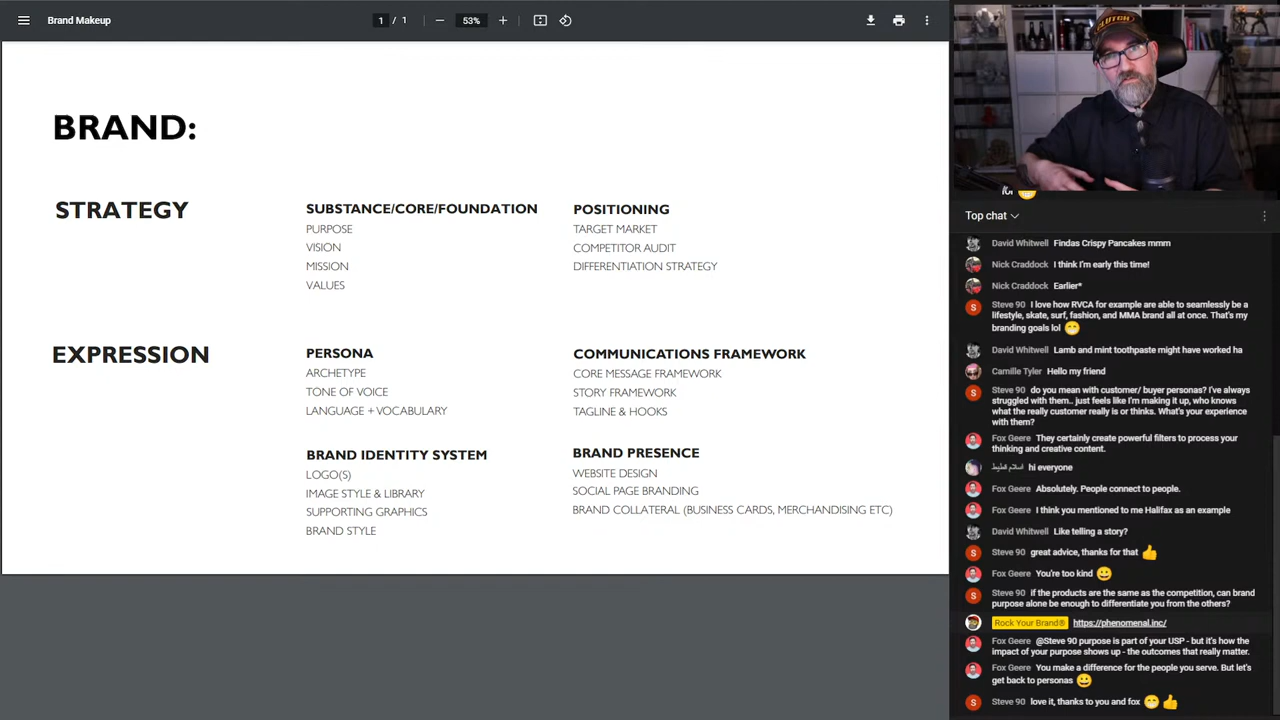 Brand Makeup
1 / 1
53%
BRAND:
STRATEGY
SUBSTANCE/CORE/FOUNDATION
PURPOSE
VISION
MISSION
VALUES
POSITIONING
TARGET MARKET
COMPETITOR AUDIT
DIFFERENTIATION STRATEGY
EXPRESSION
PERSONA
ARCHETYPE
TONE OF VOICE
LANGUAGE + VOCABULARY
COMMUNICATIONS FRAMEWORK
CORE MESSAGE FRAMEWORK
STORY FRAMEWORK
TAGLINE & HOOKS
BRAND IDENTITY SYSTEM
LOGO(S)
IMAGE STYLE & LIBRARY
SUPPORTING GRAPHICS
BRAND STYLE
BRAND PRESENCE
WEBSITE DESIGN
SOCIAL PAGE BRANDING
BRAND COLLATERAL (BUSINESS CARDS, MERCHANDISING ETC)
CLUTCH
lol 😁
Top chat
David Whitwell Findas Crispy Pancakes mmm
Nick Craddock I think I'm early this time!
Nick Craddock Earlier*
S
Steve 90 I love how RVCA for example are able to seamlessly be a
lifestyle, skate, surf, fashion, and MMA brand all at once. That's my
branding goals lol 😁
David Whitwell Lamb and mint toothpaste might have worked ha
Camille Tyler Hello my friend
S
Steve 90 do you mean with customer/ buyer personas? I've always
struggled with them.. just feels like I'm making it up, who knows
what the really customer really is or thinks. What's your experience
with them?
Fox Geere They certainly create powerful filters to process your
thinking and creative content.
hi everyone
Fox Geere Absolutely. People connect to people.
Fox Geere I think you mentioned to me Halifax as an example
David Whitwell Like telling a story?
S
Steve 90 great advice, thanks for that 👍
Fox Geere You're too kind 😀
S
Steve 90 if the products are the same as the competition, can brand
purpose alone be enough to differentiate you from the others?
Rock Your Brand® https://phenomenal.inc/
Fox Geere @Steve 90 purpose is part of your USP - but it's how the
impact of your purpose shows up - the outcomes that really matter.
Fox Geere You make a difference for the people you serve. But let's
get back to personas 😀
S
Steve 90 love it, thanks to you and fox 😁 👍